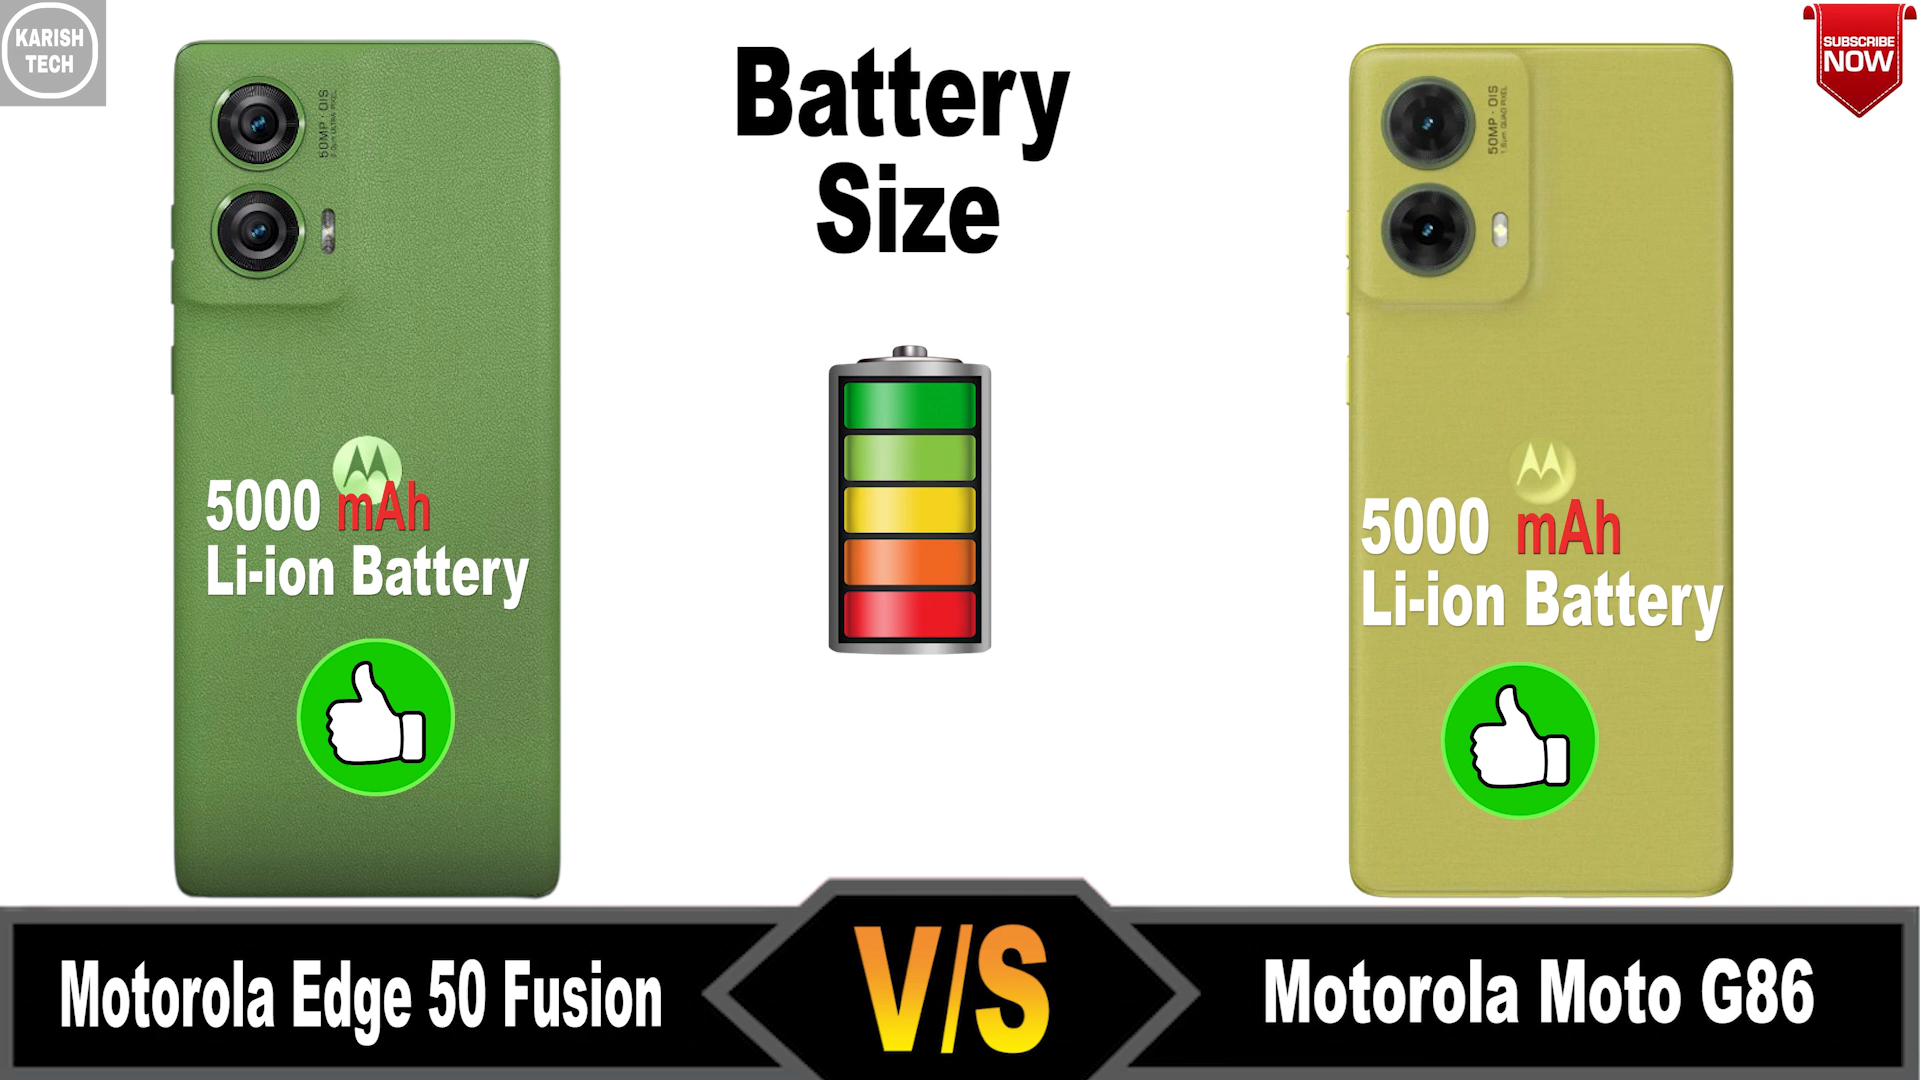 KARISH
TECH
Battery
Size
SUBSCRIBE
NOW
50MP · OIS
50MP · OIS
5000 mAh
Li-ion Battery
5000 mAh
Li-ion Battery
Motorola Edge 50 Fusion
V/S
Motorola Moto G86